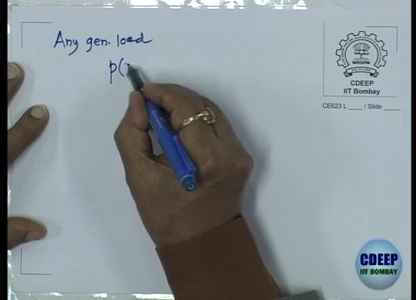 Any gen. load
p(
CDEEP
IIT Bombay
CE623 L ____ / Slide ____
CDEEP
IIT BOMBAY